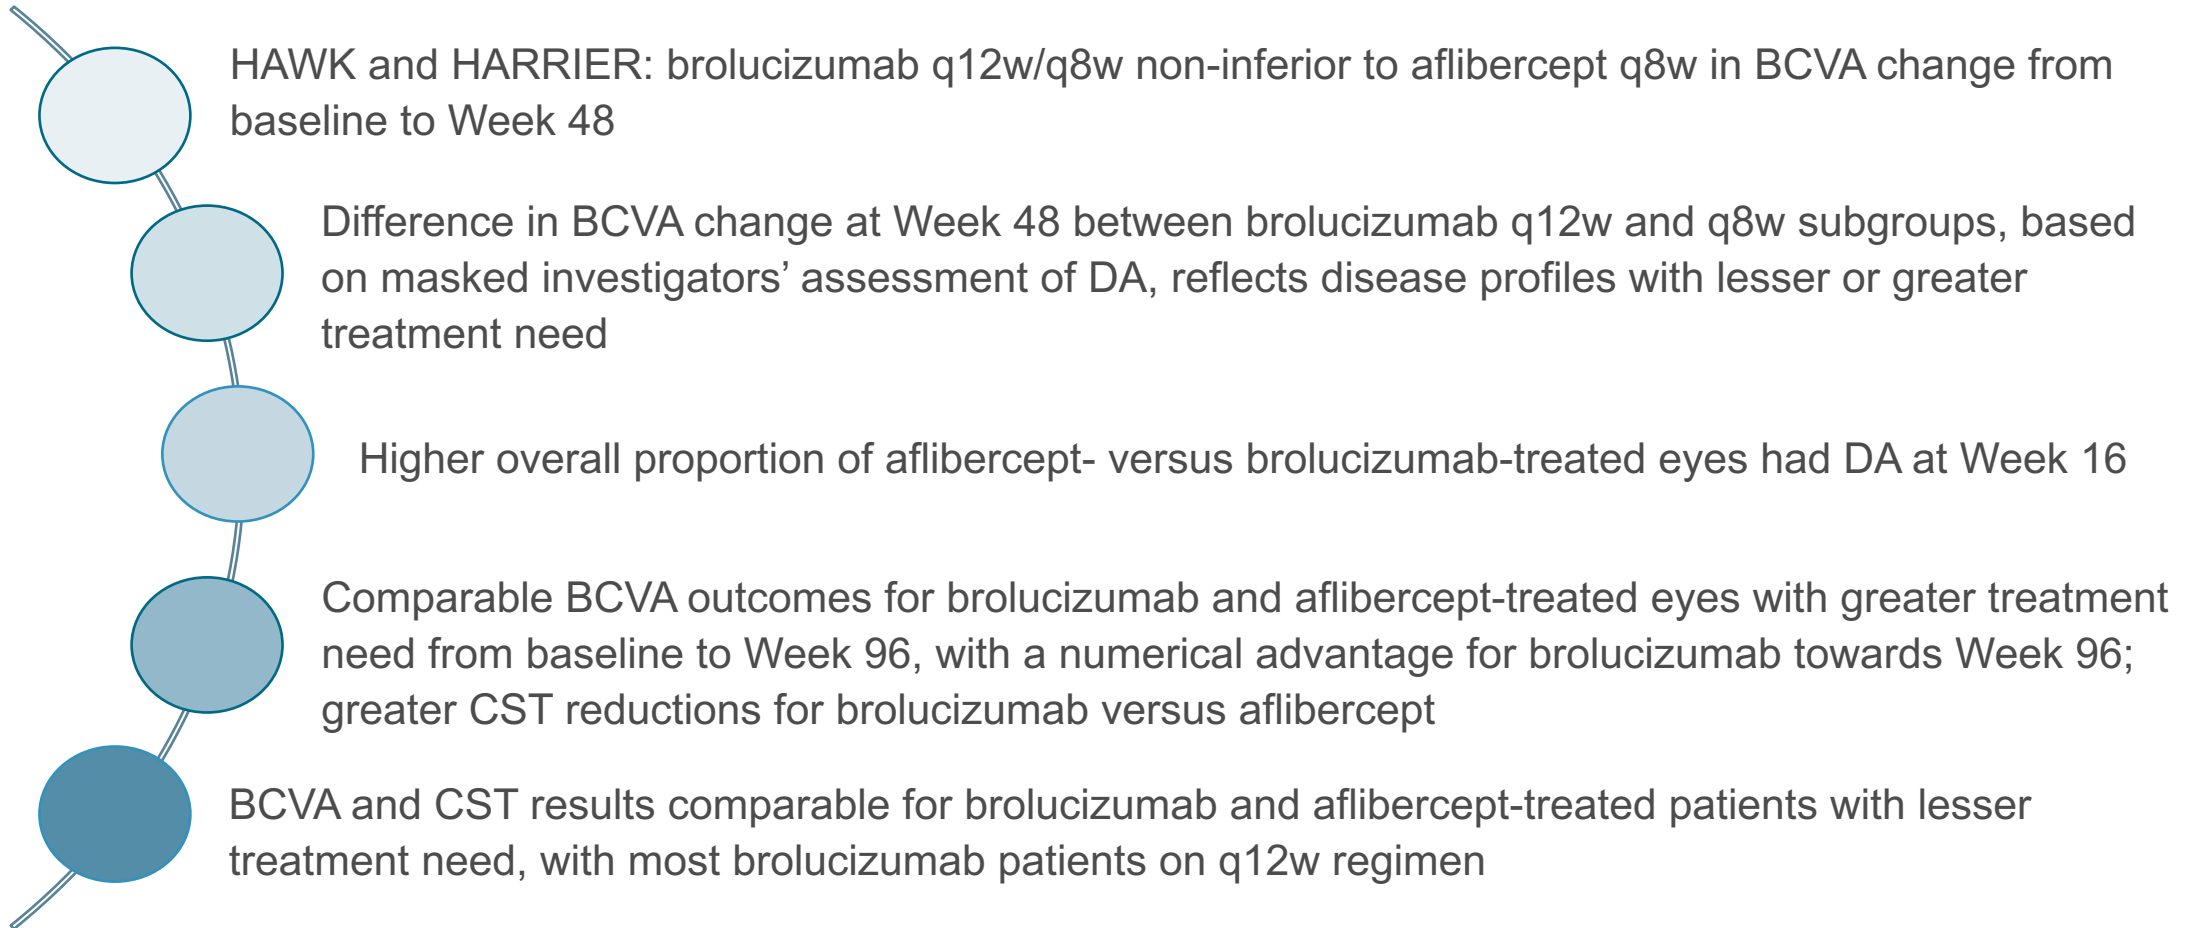 HAWK and HARRIER: brolucizumab q12w/q8w non-inferior to aflibercept q8w in BCVA change from
baseline to Week 48
Difference in BCVA change at Week 48 between brolucizumab q12w and q8w subgroups, based
on masked investigators’ assessment of DA, reflects disease profiles with lesser or greater
treatment need
Higher overall proportion of aflibercept- versus brolucizumab-treated eyes had DA at Week 16
Comparable BCVA outcomes for brolucizumab and aflibercept-treated eyes with greater treatment
need from baseline to Week 96, with a numerical advantage for brolucizumab towards Week 96;
greater CST reductions for brolucizumab versus aflibercept
BCVA and CST results comparable for brolucizumab and aflibercept-treated patients with lesser
treatment need, with most brolucizumab patients on q12w regimen